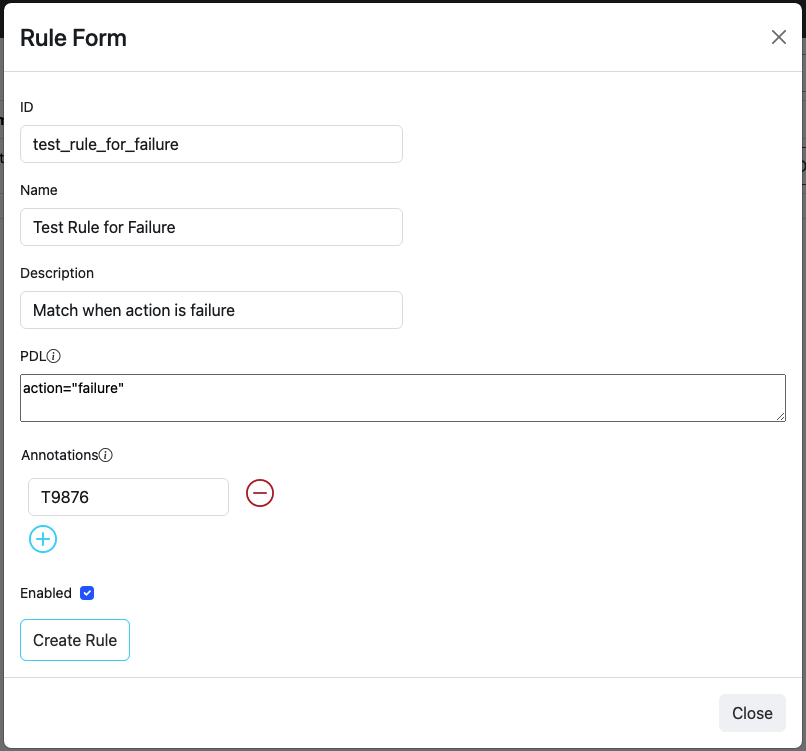 Rule Form
ID
test_rule_for_failure
Name
Test Rule for Failure
Description
Match when action is failure
PDL
action="failure"
Annotations
T9876
Enabled
Create Rule
Close